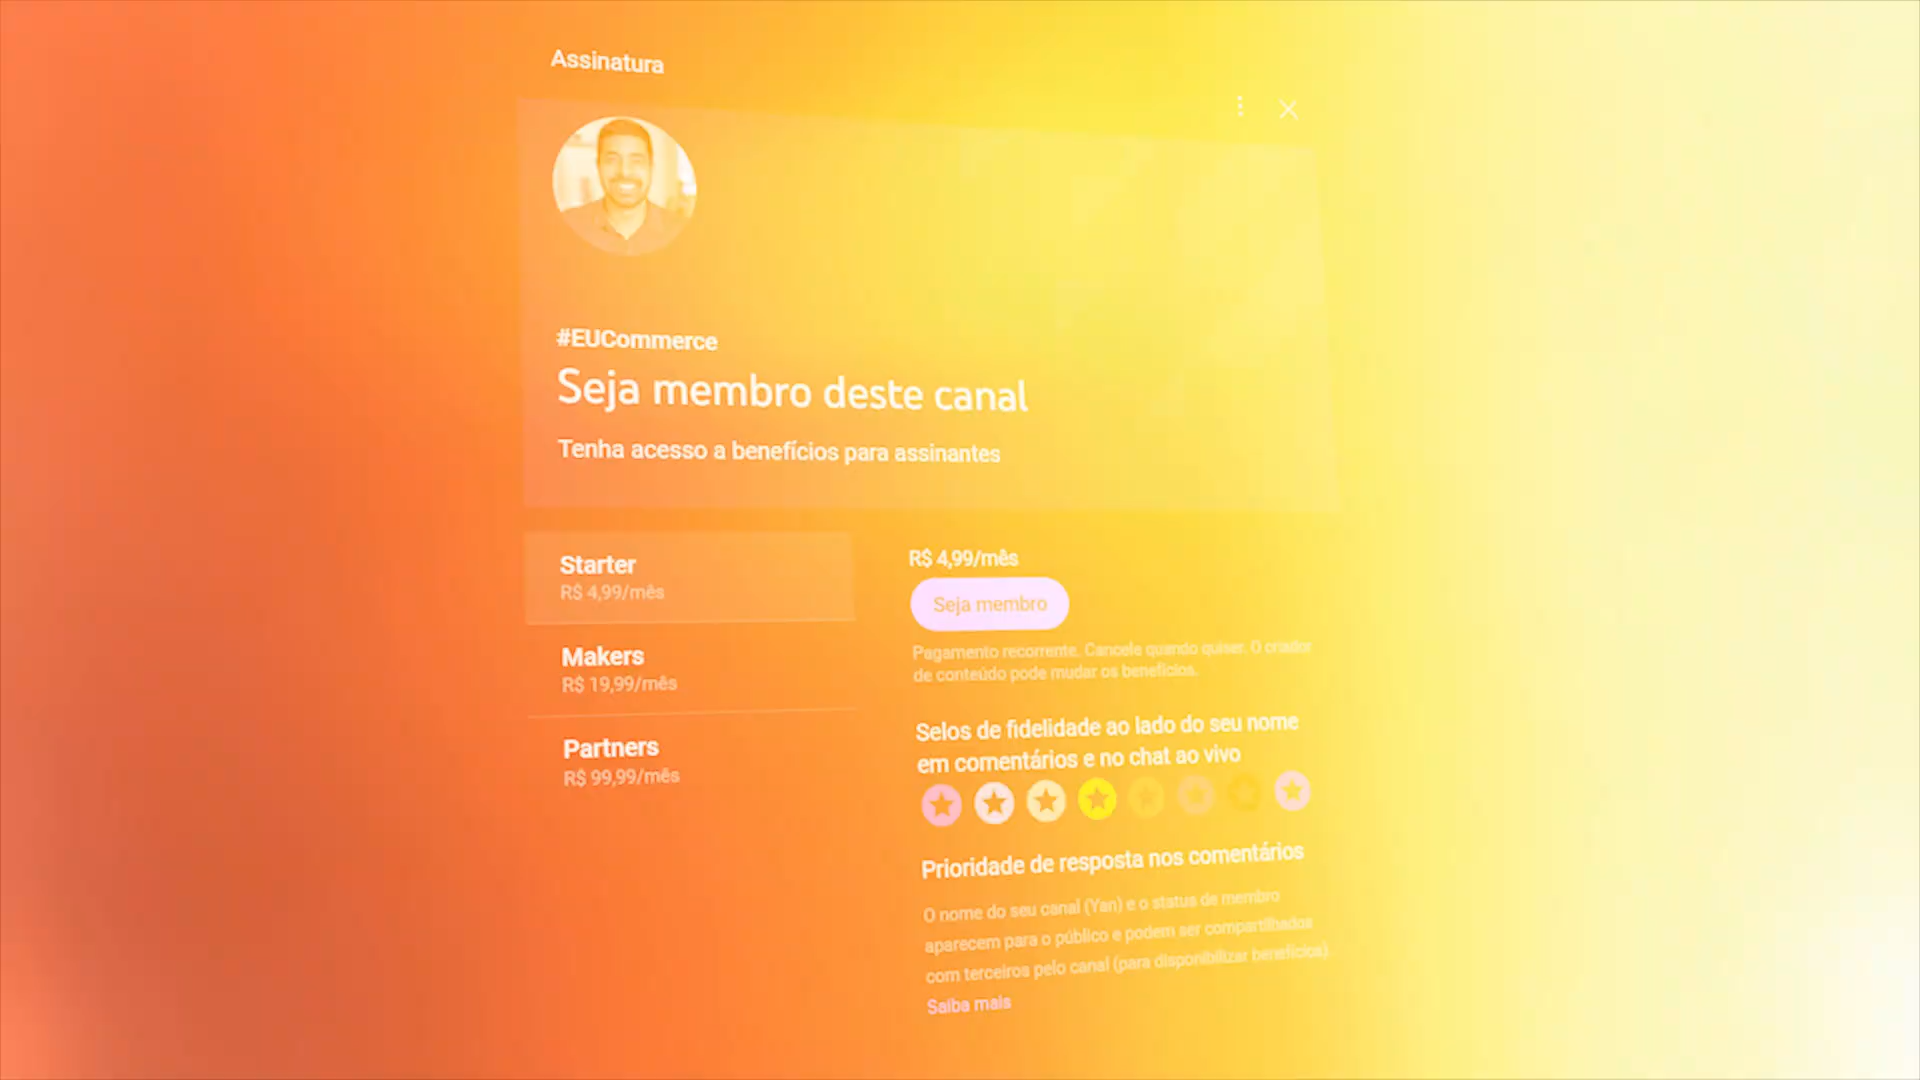 Assinatura
#EUCommerce
Seja membro deste canal
Tenha acesso a benefícios para assinantes
Starter
R$ 4,99/mês
Makers
R$ 19,99/mês
Partners
R$ 99,99/mês
R$ 4,99/mês
Seja membro
Pagamento recorrente. Cancele quando quiser. O criador
de conteúdo pode mudar os benefícios.
Selos de fidelidade ao lado do seu nome
em comentários e no chat ao vivo
Prioridade de resposta nos comentários
O nome do seu canal (Yan) e o status de membro
aparecem para o público e podem ser compartilhados
com terceiros pelo canal (para disponibilizar benefícios)
Saiba mais